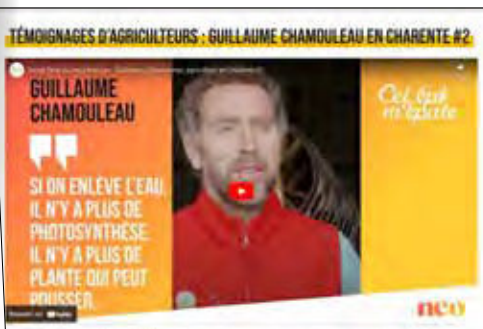 TÉMOIGNAGES D'AGRICULTEURS : GUILLAUME CHAMOULEAU EN CHARENTE #2
GUILLAUME
CHAMOULEAU
SI ON ENLÈVE L'EAU,
IL N'Y A PLUS DE
PHOTOSYNTHÈSE.
IL N'Y A PLUS DE
PLANTE QUI PEUT
POUSSER.
neo